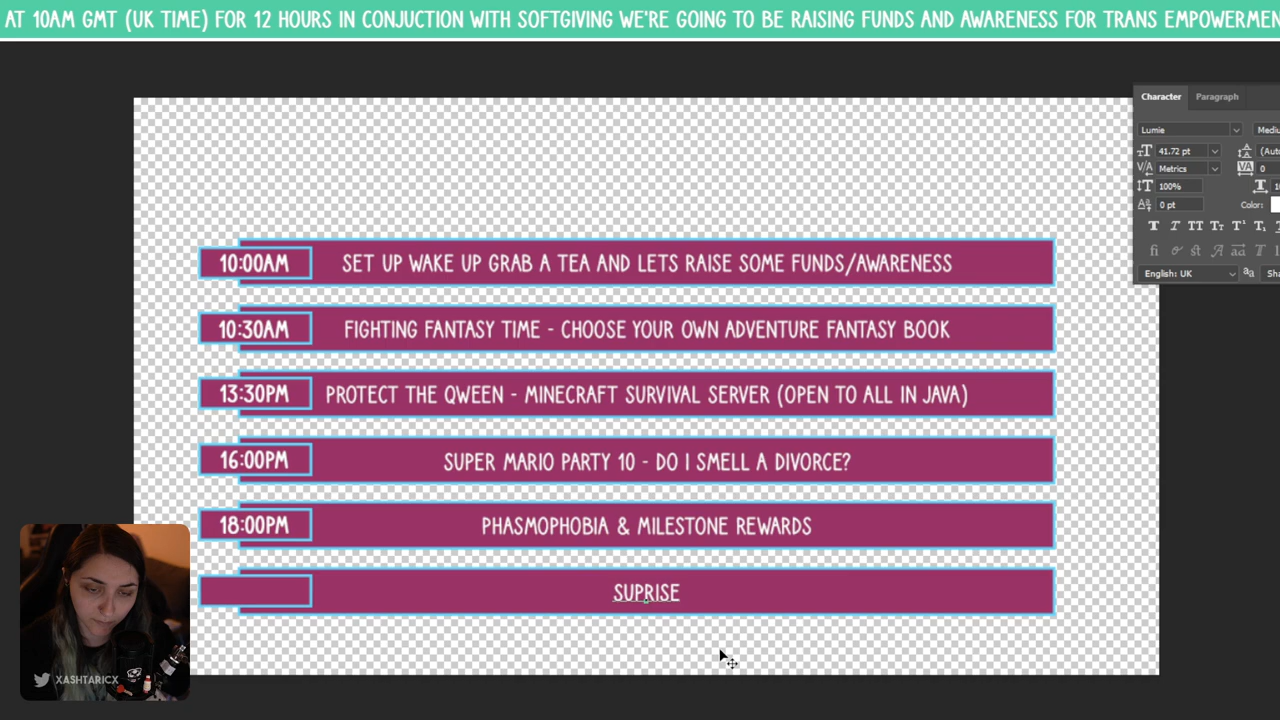 AT 10AM GMT (UK TIME) FOR 12 HOURS IN CONJUCTION WITH SOFTGIVING WE'RE GOING TO BE RAISING FUNDS AND AWARENESS FOR TRANS EMPOWERMEN
Character Paragraph
Lumie
41.72 pt (Auto
Metrics 0
100%
0 pt Color:
English: UK
10:00AM SET UP WAKE UP GRAB A TEA AND LETS RAISE SOME FUNDS/AWARENESS
10:30AM FIGHTING FANTASY TIME - CHOOSE YOUR OWN ADVENTURE FANTASY BOOK
13:30PM PROTECT THE QWEEN - MINECRAFT SURVIVAL SERVER (OPEN TO ALL IN JAVA)
16:00PM SUPER MARIO PARTY 10 - DO I SMELL A DIVORCE?
18:00PM PHASMOPHOBIA & MILESTONE REWARDS
SUPRISE
XASHTARICX